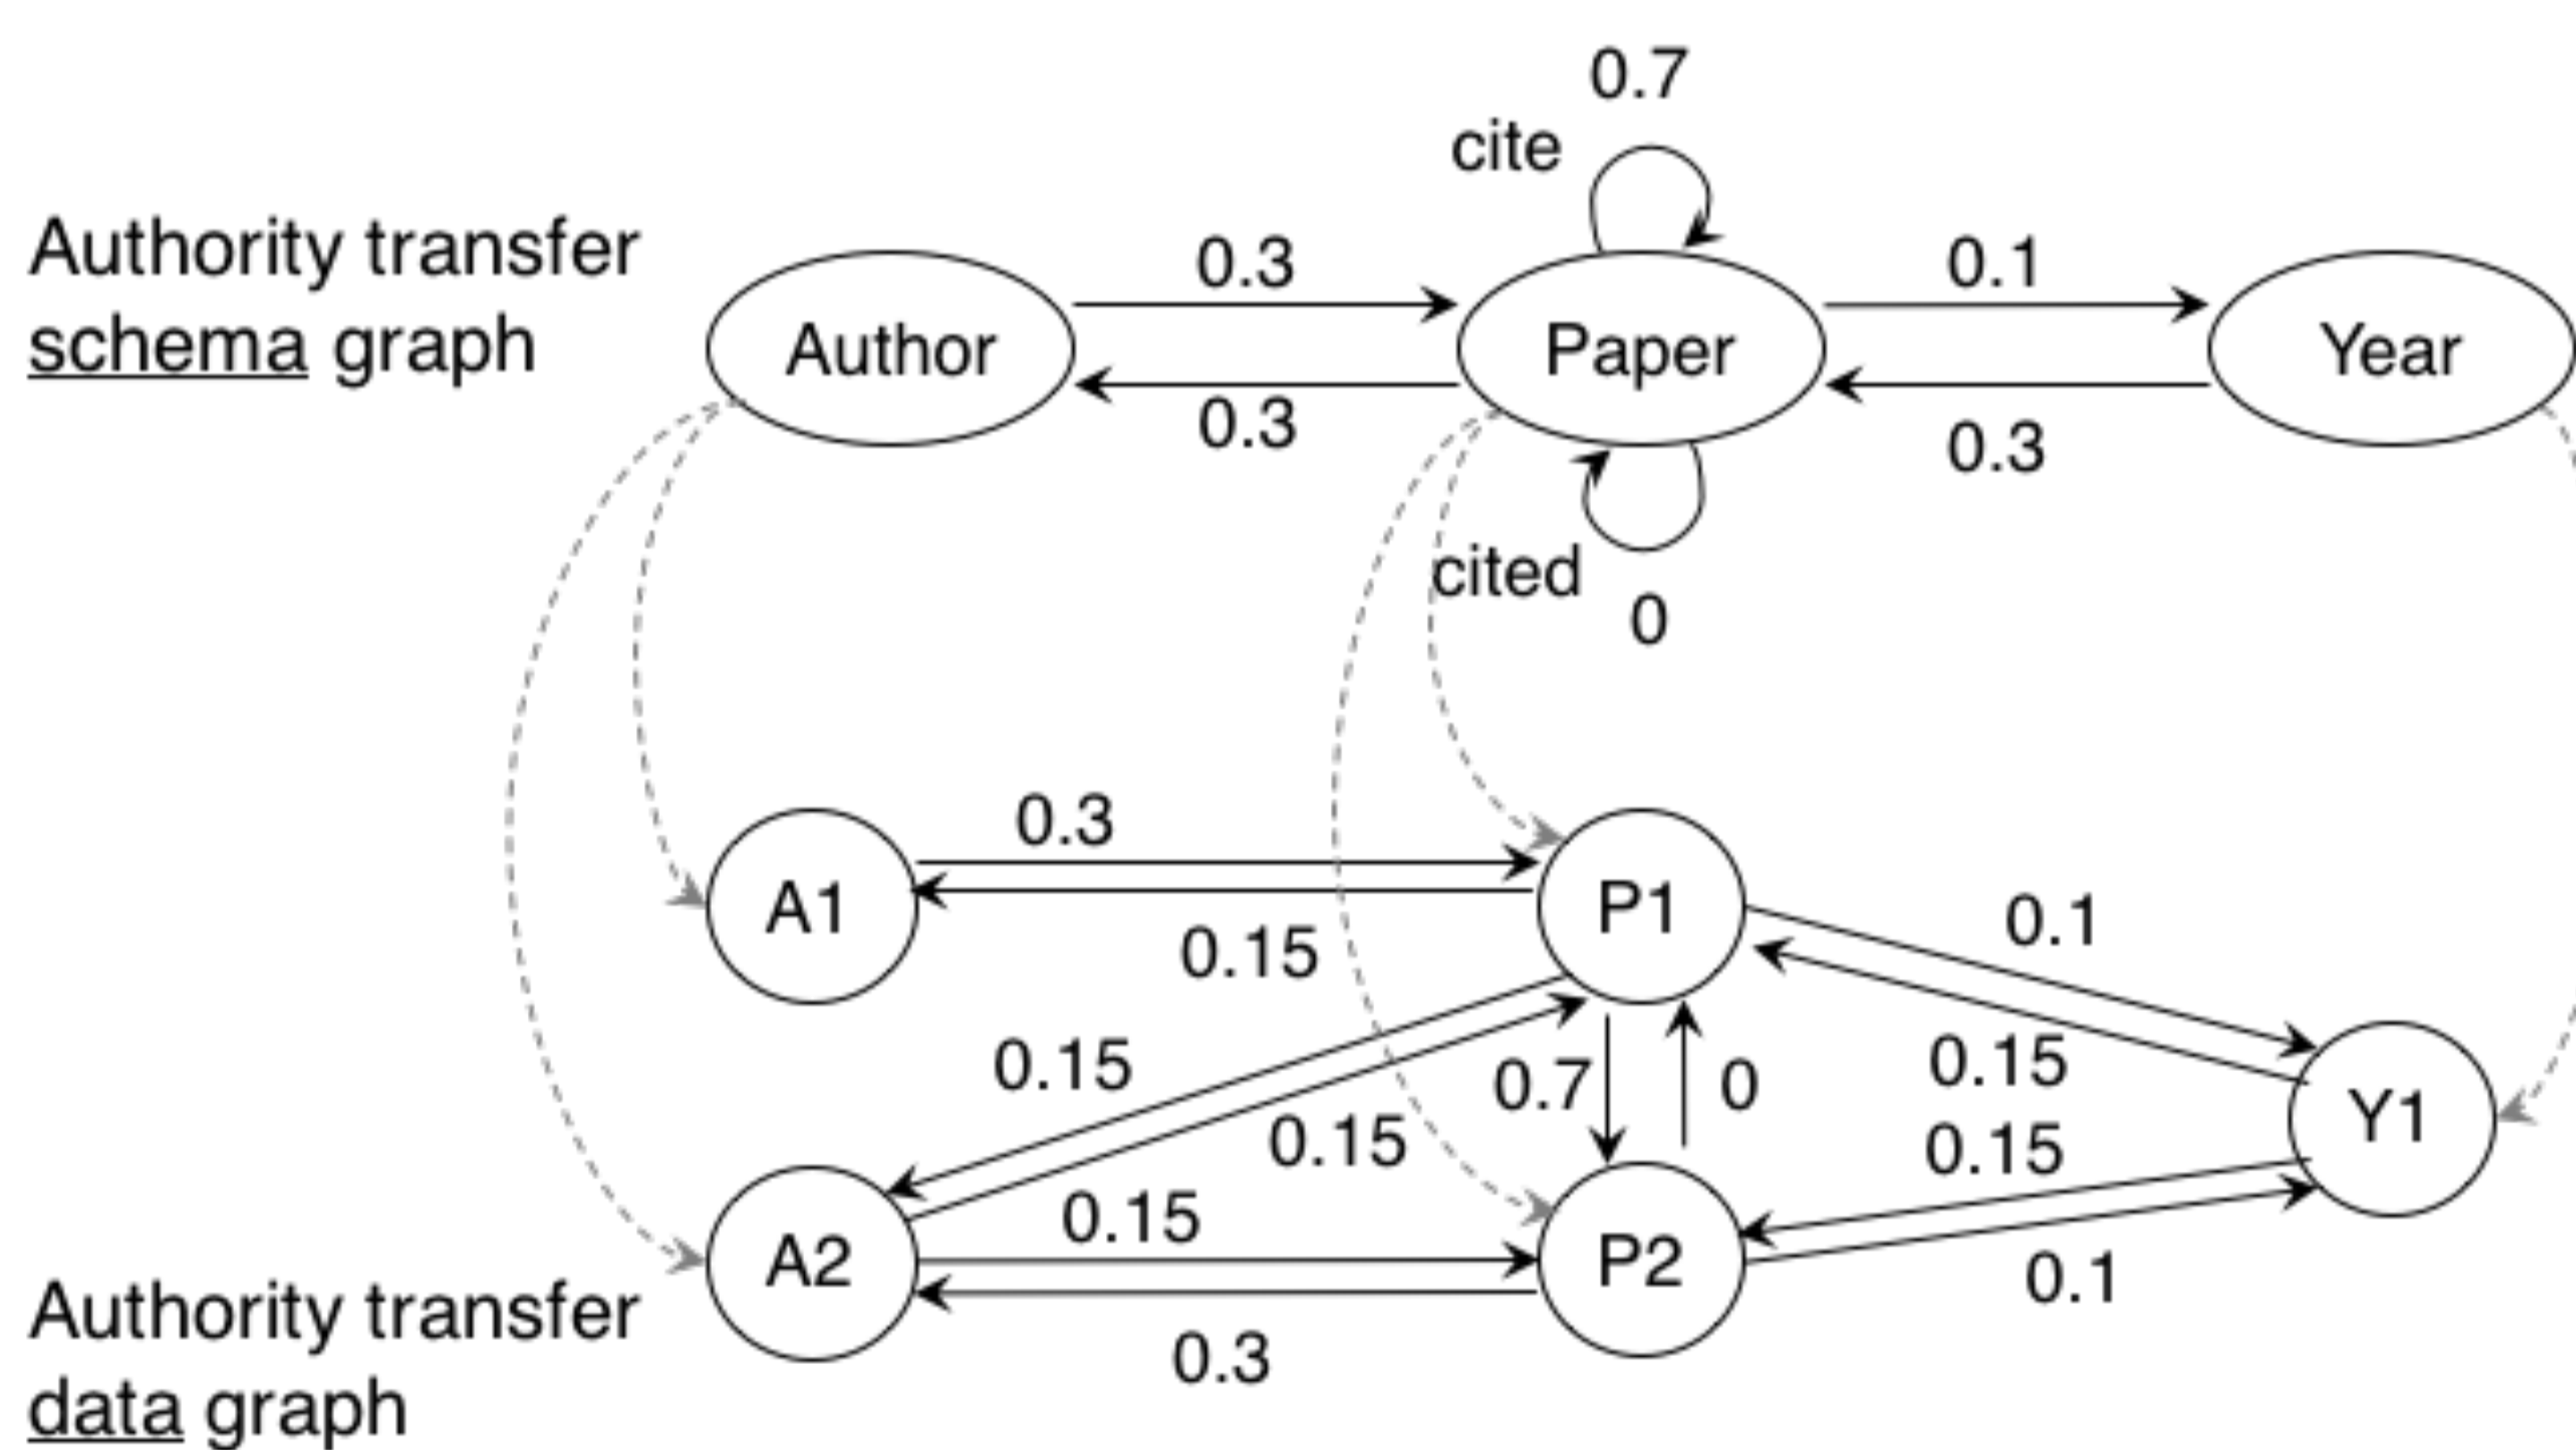 0.7
cite
Authority transfer
schema graph
0.3
0.1
Author
Paper
Year
0.3
0.3
cited
0
0.3
A1
P1
0.1
0.15
0.15
0.15
0.7
0
0.15
0.15
Y1
0.15
A2
P2
0.1
0.3
Authority transfer
data graph